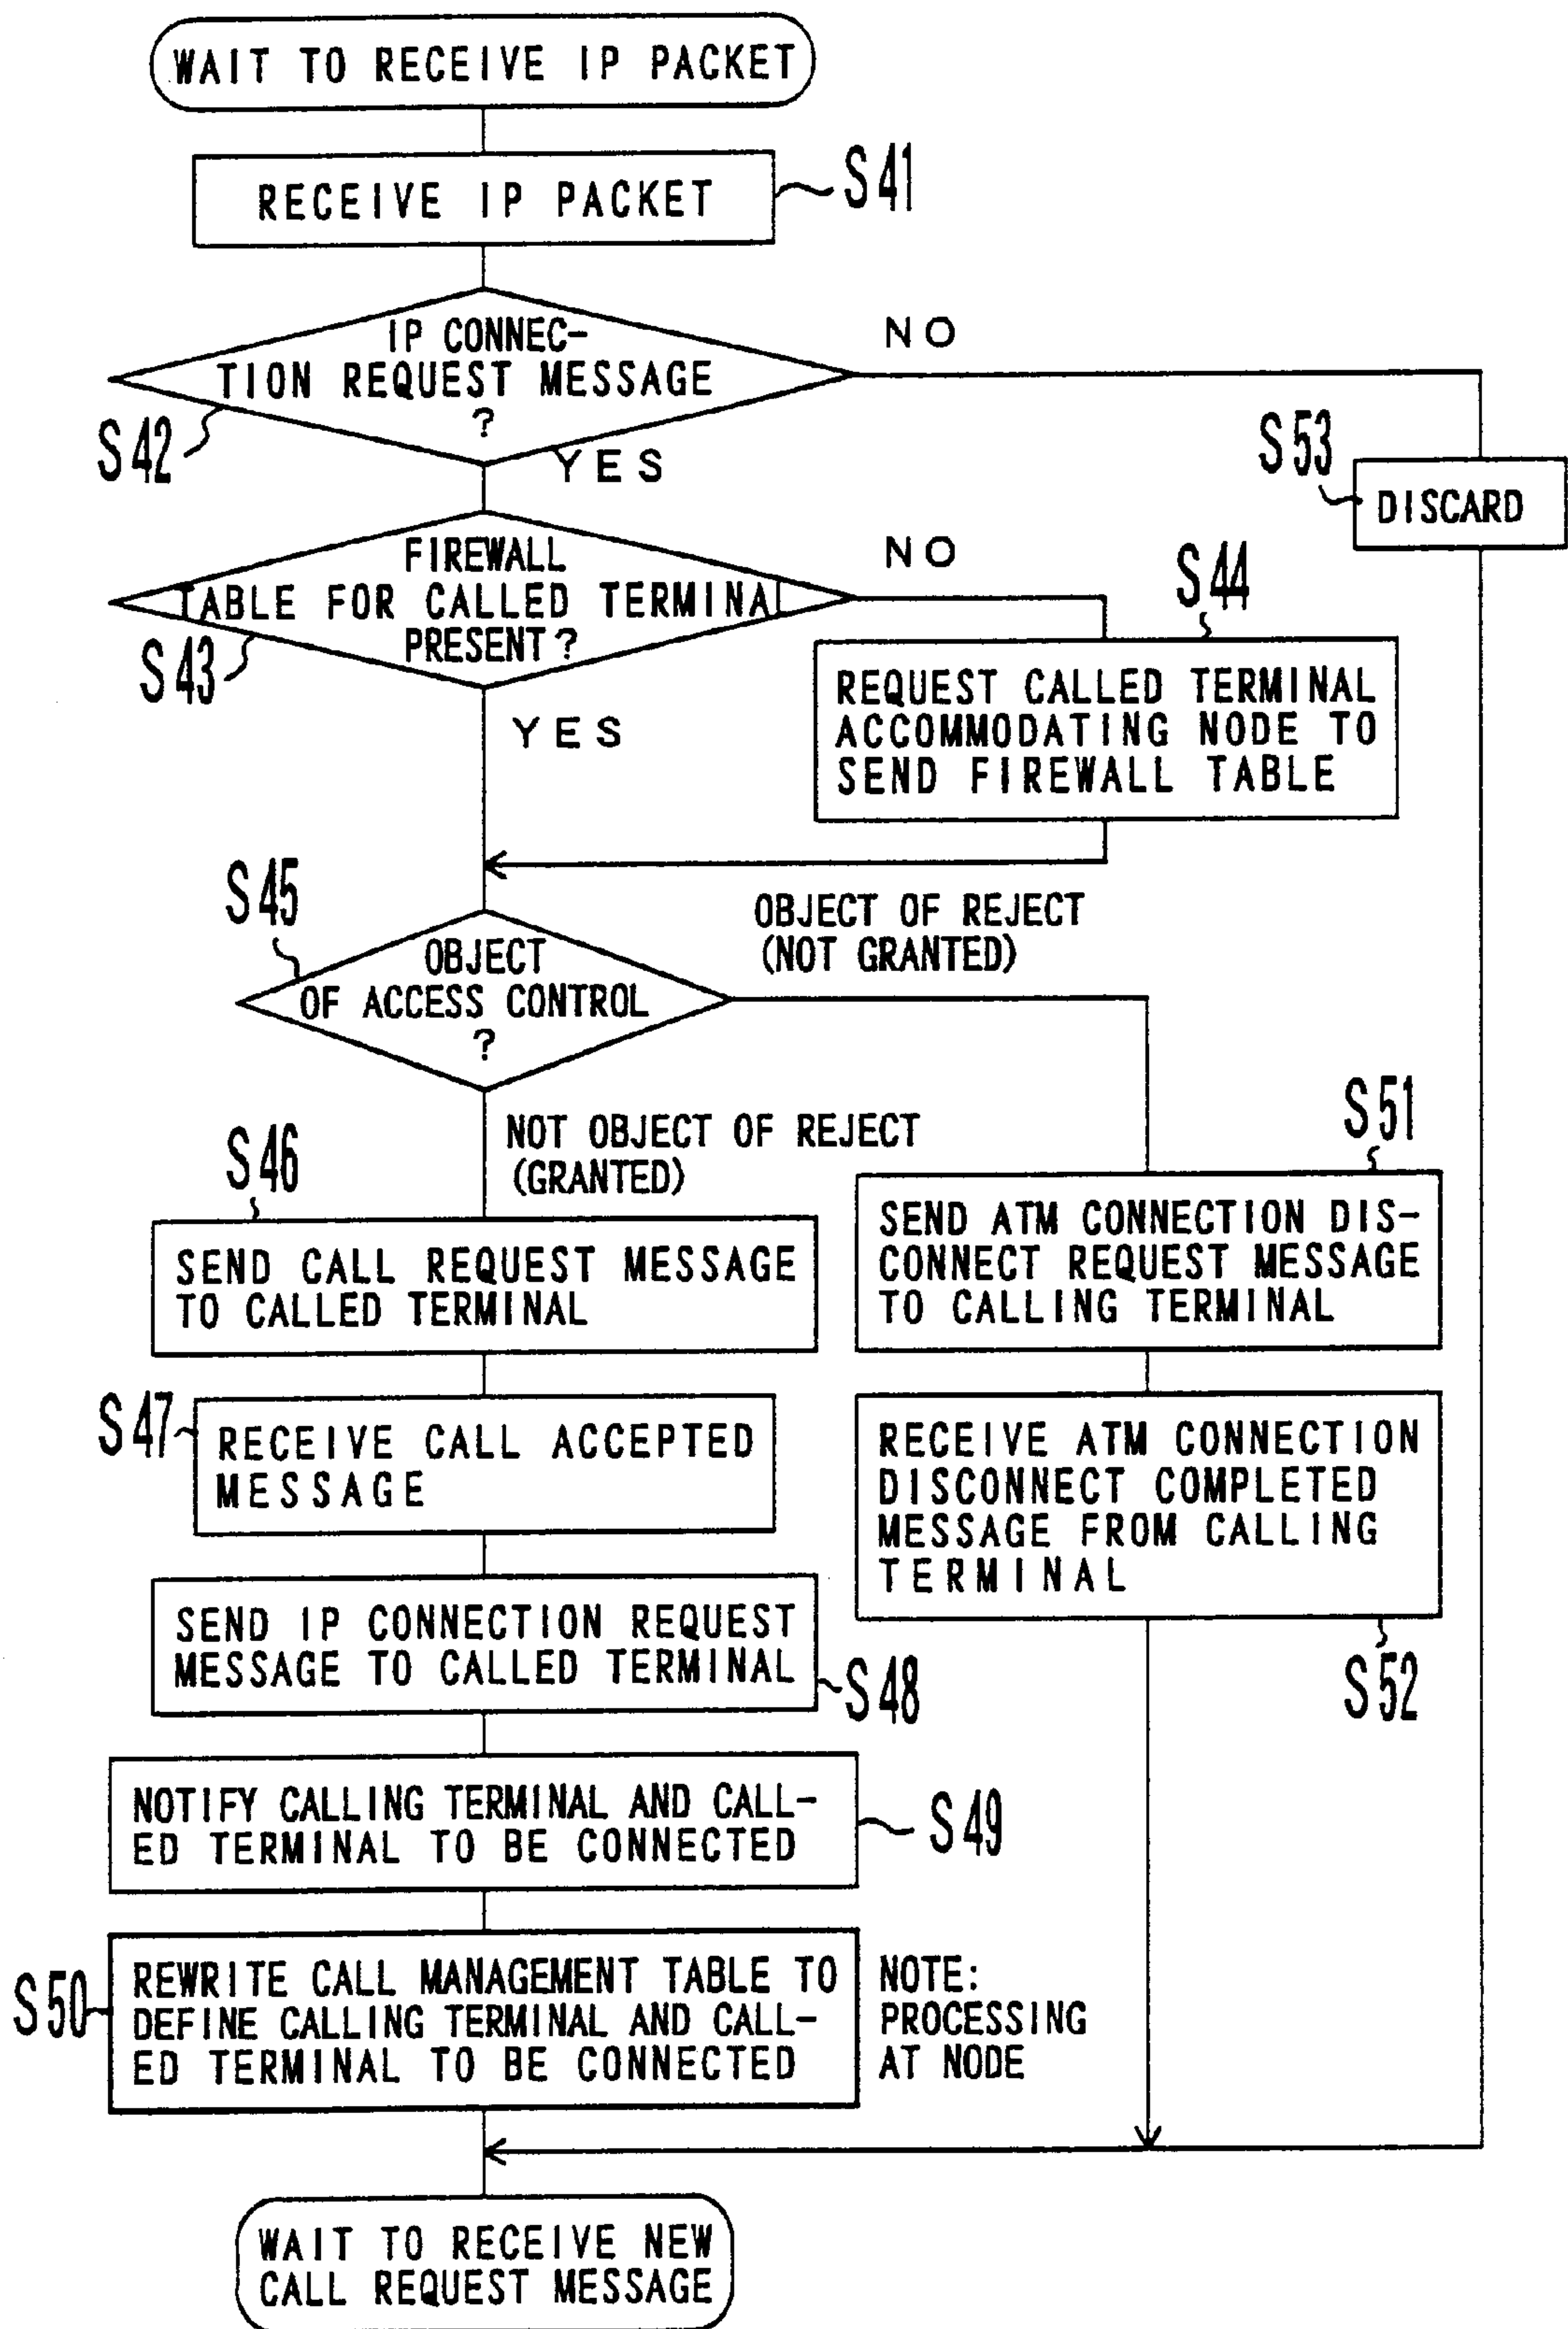 WAIT TO RECEIVE IP PACKET
RECEIVE IP PACKET
S41
IP CONNEC-
TION REQUEST MESSAGE
?
NO
S42
YES
S53
DISCARD
FIREWALL
TABLE FOR CALLED TERMINAL
PRESENT?
NO
S43
YES
S44
REQUEST CALLED TERMINAL
ACCOMMODATING NODE TO
SEND FIREWALL TABLE
S45
OBJECT
OF ACCESS CONTROL
?
OBJECT OF REJECT
(NOT GRANTED)
NOT OBJECT OF REJECT
(GRANTED)
S46
SEND CALL REQUEST MESSAGE
TO CALLED TERMINAL
S51
SEND ATM CONNECTION DIS-
CONNECT REQUEST MESSAGE
TO CALLING TERMINAL
S47
RECEIVE CALL ACCEPTED
MESSAGE
RECEIVE ATM CONNECTION
DISCONNECT COMPLETED
MESSAGE FROM CALLING
TERMINAL
S52
SEND IP CONNECTION REQUEST
MESSAGE TO CALLED TERMINAL
S48
NOTIFY CALLING TERMINAL AND CALL-
ED TERMINAL TO BE CONNECTED
S49
S50
REWRITE CALL MANAGEMENT TABLE TO
DEFINE CALLING TERMINAL AND CALL-
ED TERMINAL TO BE CONNECTED
NOTE:
PROCESSING
AT NODE
WAIT TO RECEIVE NEW
CALL REQUEST MESSAGE